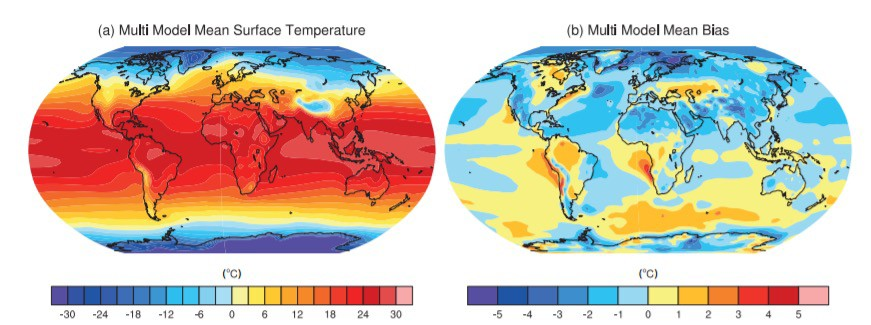 (a) Multi Model Mean Surface Temperature
(b) Multi Model Mean Bias
(°C)
(°C)
-30 -24 -18 -12 -6 0 6 12 18 24 30
-5 -4 -3 -2 -1 0 1 2 3 4 5